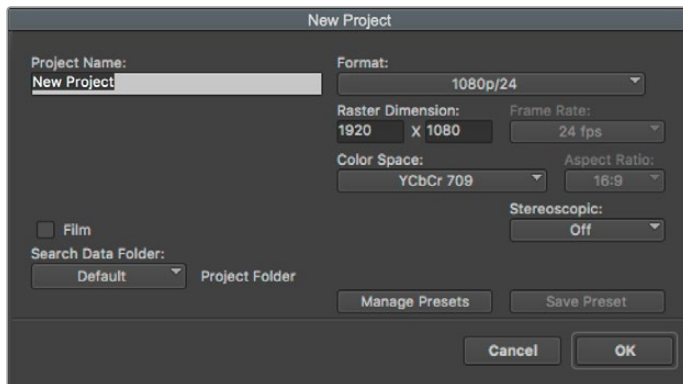 New Project
Project Name:
New Project
Format:
1080p/24
Raster Dimension:
1920 X 1080
Frame Rate:
24 fps
Color Space:
YCbCr 709
Aspect Ratio:
16:9
Stereoscopic:
Off
Film
Search Data Folder:
Default
Project Folder
Manage Presets
Save Preset
Cancel
OK